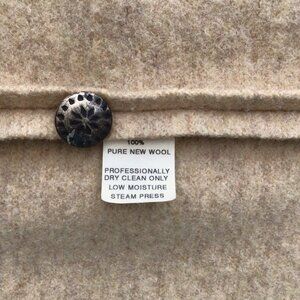 100%
PURE NEW WOOL
PROFESSIONALLY
DRY CLEAN ONLY
LOW MOISTURE
STEAM PRESS